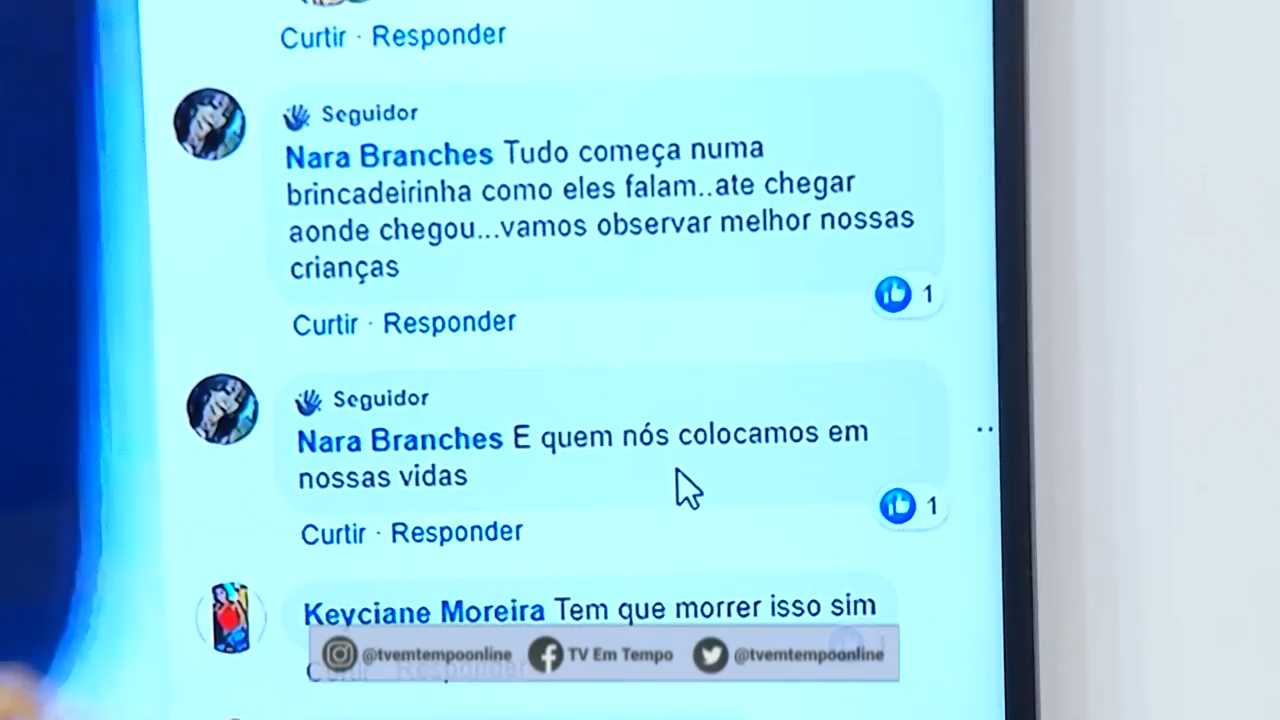 Curtir · Responder
Seguidor
Nara Branches Tudo começa numa
brincadeirinha como eles falam..ate chegar
aonde chegou...vamos observar melhor nossas
crianças
1
Curtir · Responder
Seguidor
Nara Branches E quem nós colocamos em
nossas vidas
1
Curtir · Responder
Keyciane Moreira Tem que morrer isso sim
@tvemtempoonline TV Em Tempo @tvemtempoonline
Curtir Responder